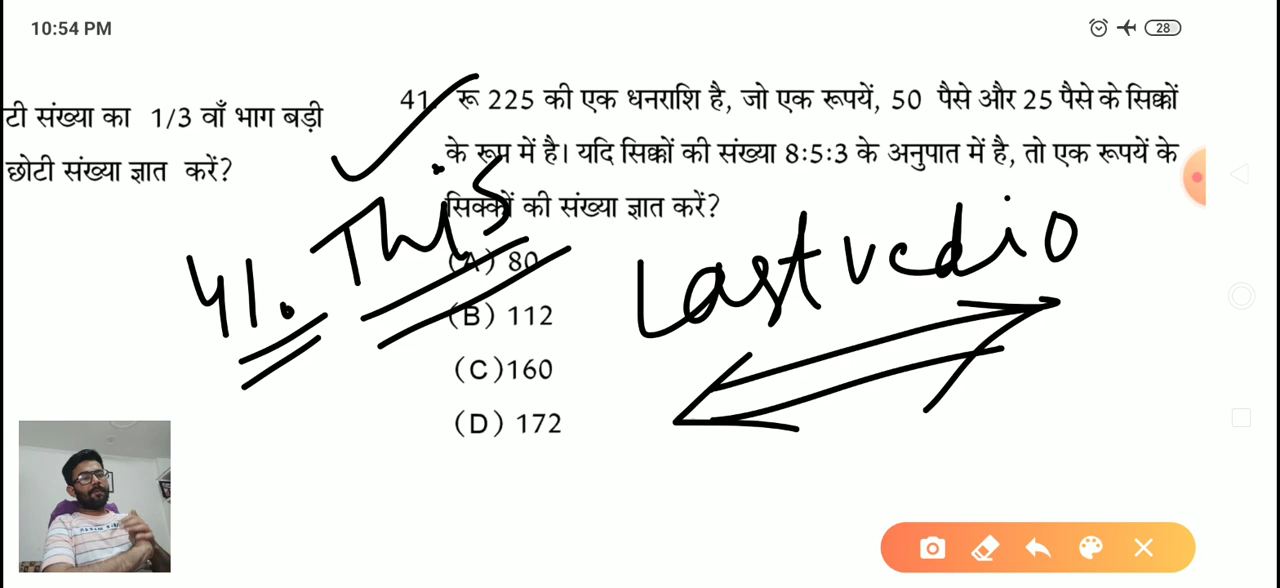 10:54 PM
28
टी संख्या का 1/3 वाँ भाग बड़ी
छोटी संख्या ज्ञात करें?
41. रू 225 की एक धनराशि है, जो एक रूपयें, 50 पैसे और 25 पैसे के सिक्कों
के रूप में है। यदि सिक्कों की संख्या 8:5:3 के अनुपात में है, तो एक रूपयें के
सिक्कों की संख्या ज्ञात करें?
(A) 80
(B) 112
(C) 160
(D) 172
41. This
Last vedio